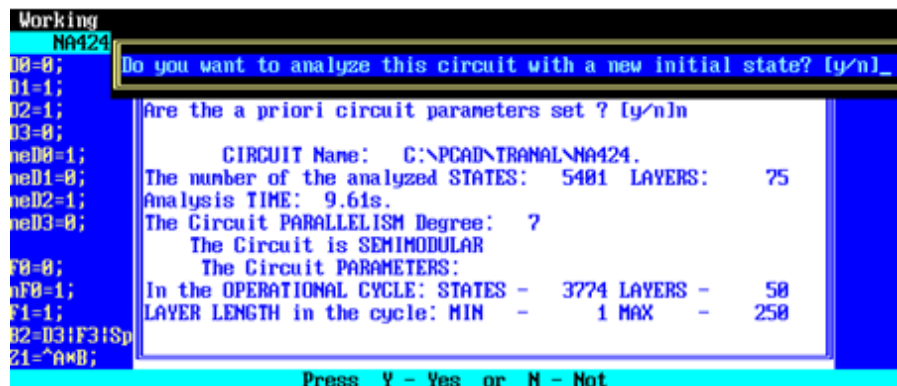 Working
NA424
Do you want to analyze this circuit with a new initial state? [y/n]_
D0=0;
D1=1;
D2=1;
D3=0;
neD0=1;
neD1=0;
neD2=1;
neD3=0;
F0=0;
nF0=1;
F1=1;
B2=D3|F3|Sp
Z1=^A*B;
Are the a priori circuit parameters set ? [y/n]n
CIRCUIT Name: C:\PCAD\TRANAL\NA424.
The number of the analyzed STATES: 5401 LAYERS: 75
Analysis TIME: 9.61s.
The Circuit PARALLELISM Degree: 7
The Circuit is SEMIMODULAR
The Circuit PARAMETERS:
In the OPERATIONAL CYCLE: STATES - 3774 LAYERS - 50
LAYER LENGTH in the cycle: MIN - 1 MAX - 250
Press Y - Yes or N - Not